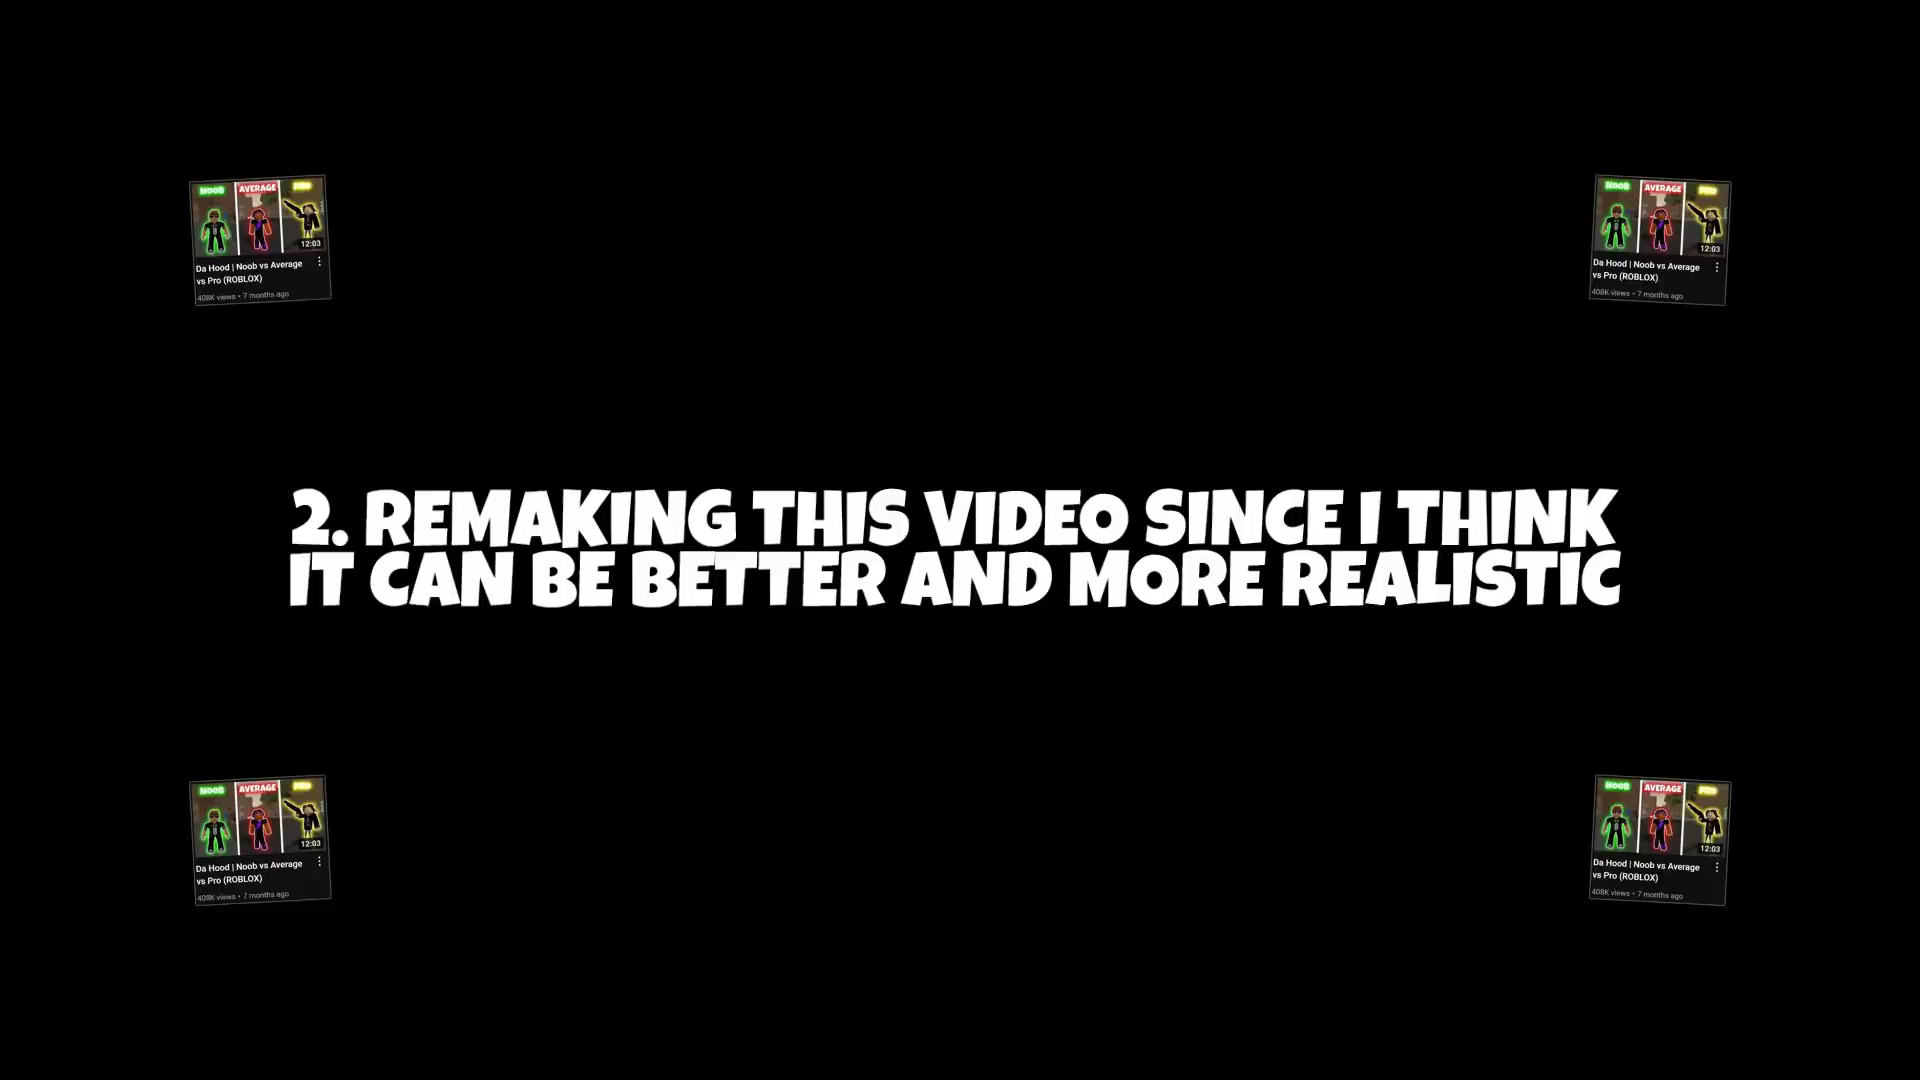 NOOB AVERAGE PRO
12:03
Da Hood | Noob vs Average
vs Pro (ROBLOX)
408K views • 7 months ago
NOOB AVERAGE PRO
12:03
Da Hood | Noob vs Average
vs Pro (ROBLOX)
408K views • 7 months ago
2. REMAKING THIS VIDEO SINCE I THINK
IT CAN BE BETTER AND MORE REALISTIC
NOOB AVERAGE PRO
12:03
Da Hood | Noob vs Average
vs Pro (ROBLOX)
408K views • 7 months ago
NOOB AVERAGE PRO
12:03
Da Hood | Noob vs Average
vs Pro (ROBLOX)
408K views • 7 months ago